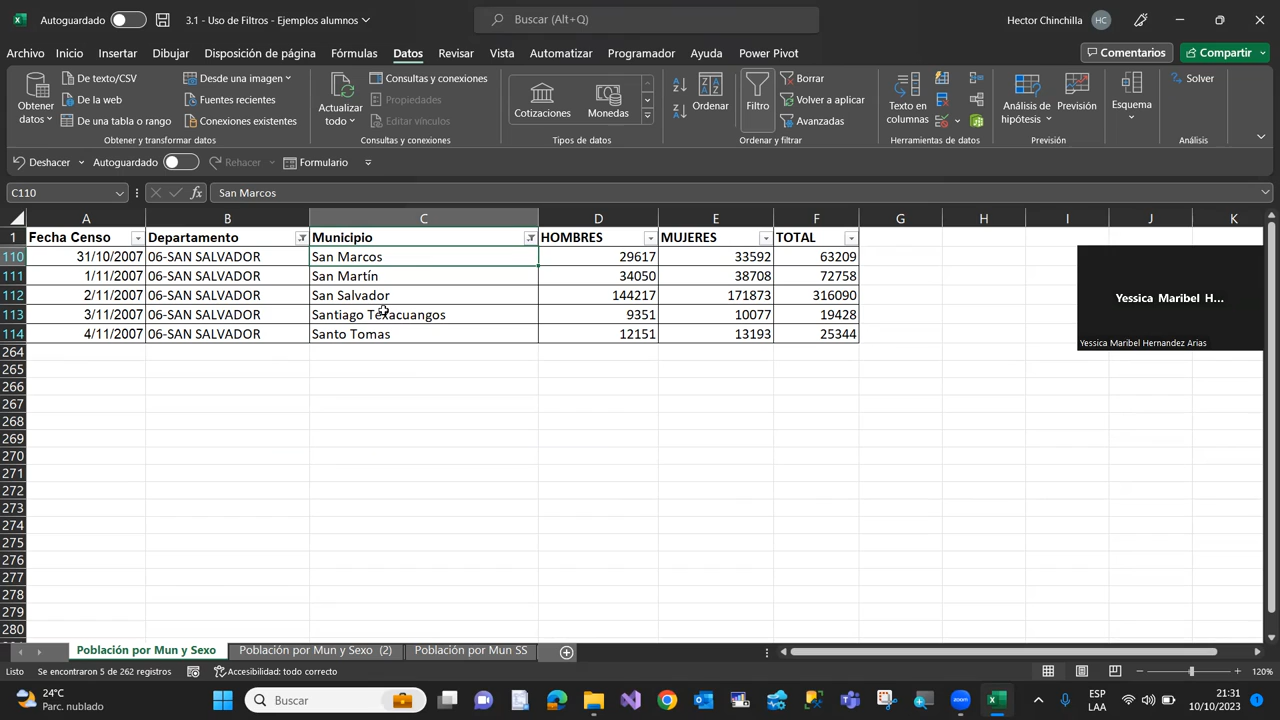 Autoguardado 3.1 - Uso de Filtros - Ejemplos alumnos Buscar (Alt+Q) Hector Chinchilla HC
Archivo Inicio Insertar Dibujar Disposición de página Fórmulas Datos Revisar Vista Automatizar Programador Ayuda Power Pivot Comentarios Compartir
Obtener datos
De texto/CSV
De la web
De una tabla o rango
Desde una imagen
Fuentes recientes
Conexiones existentes
Obtener y transformar datos
Actualizar todo
Consultas y conexiones
Propiedades
Editar vínculos
Consultas y conexiones
Cotizaciones Monedas
Tipos de datos
Ordenar Filtro
Borrar
Volver a aplicar
Avanzadas
Ordenar y filtrar
Texto en columnas
Herramientas de datos
Análisis de hipótesis Previsión
Previsión
Esquema
Solver
Análisis
Deshacer Autoguardado Rehacer Formulario
C110 fx San Marcos
A B C D E F G H I J K
1 Fecha Censo Departamento Municipio HOMBRES MUJERES TOTAL
110 31/10/2007 06-SAN SALVADOR San Marcos 29617 33592 63209
111 1/11/2007 06-SAN SALVADOR San Martín 34050 38708 72758
112 2/11/2007 06-SAN SALVADOR San Salvador 144217 171873 316090
113 3/11/2007 06-SAN SALVADOR Santiago Texacuangos 9351 10077 19428
114 4/11/2007 06-SAN SALVADOR Santo Tomas 12151 13193 25344
264
265
266
267
268
269
270
271
272
273
274
275
276
277
278
279
280
Yessica Maribel H...
Yessica Maribel Hernandez Arias
Población por Mun y Sexo Población por Mun y Sexo (2) Población por Mun SS
Listo Se encontraron 5 de 262 registros Accesibilidad: todo correcto 120%
24°C
Parc. nublado
Buscar
ESP
LAA
21:31
10/10/2023